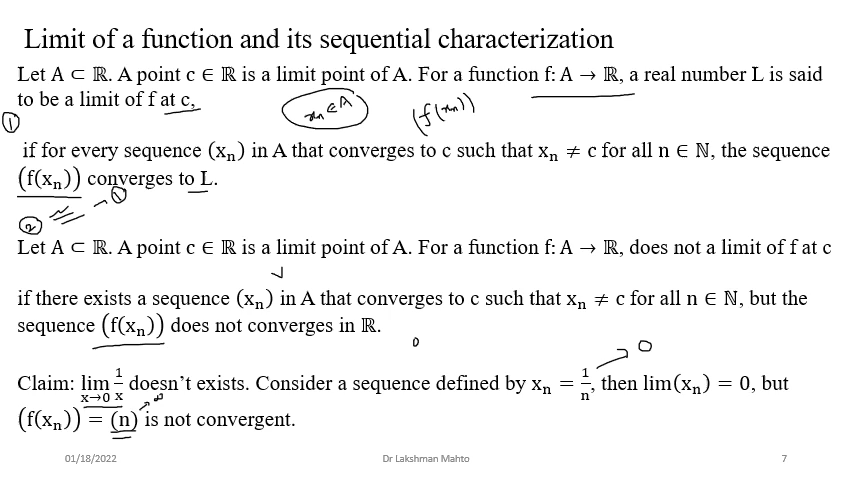 Limit of a function and its sequential characterization
Let A ⊂ ℝ. A point c ∈ ℝ is a limit point of A. For a function f: A → ℝ, a real number L is said
to be a limit of f at c,
xₙ ∈ A
(f(xₙ))
①
if for every sequence (xₙ) in A that converges to c such that xₙ ≠ c for all n ∈ ℕ, the sequence
(f(xₙ)) converges to L.
②
Let A ⊂ ℝ. A point c ∈ ℝ is a limit point of A. For a function f: A → ℝ, does not a limit of f at c
if there exists a sequence (xₙ) in A that converges to c such that xₙ ≠ c for all n ∈ ℕ, but the
sequence (f(xₙ)) does not converges in ℝ.
0
→ 0
Claim: lim x→0 1/x doesn’t exists. Consider a sequence defined by xₙ = 1/n, then lim(xₙ) = 0, but
→ ∞
(f(xₙ)) = (n) is not convergent.
01/18/2022
Dr Lakshman Mahto
7